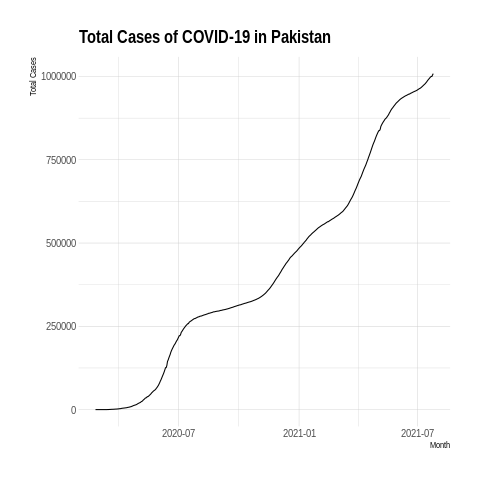 Total Cases of COVID-19 in Pakistan
Total Cases
1000000
750000
500000
250000
0
2020-07 2021-01 2021-07
Month